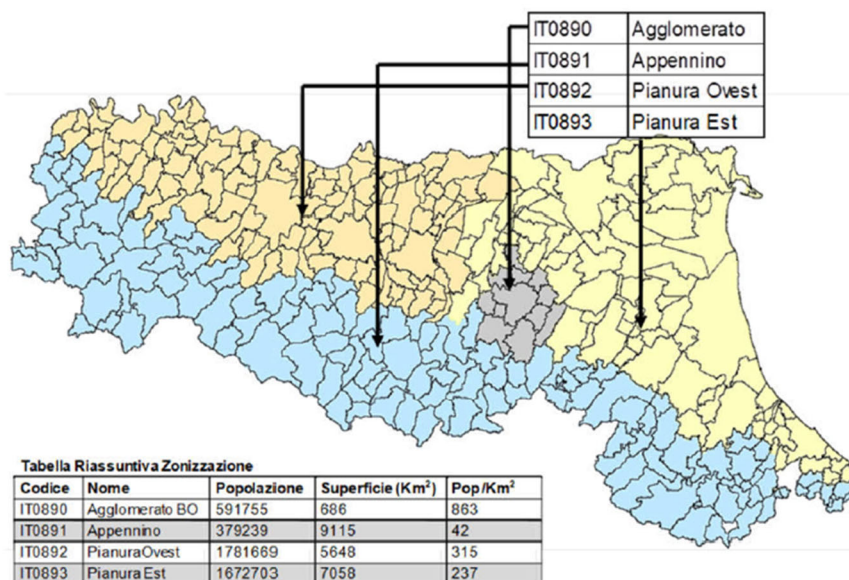 IT0890 Agglomerato
IT0891 Appennino
IT0892 Pianura Ovest
IT0893 Pianura Est
Tabella Riassuntiva Zonizzazione
Codice Nome Popolazione Superficie (Km²) Pop/Km²
IT0890 Agglomerato BO 591755 686 863
IT0891 Appennino 379239 9115 42
IT0892 PianuraOvest 1781669 5648 315
IT0893 Pianura Est 1672703 7058 237